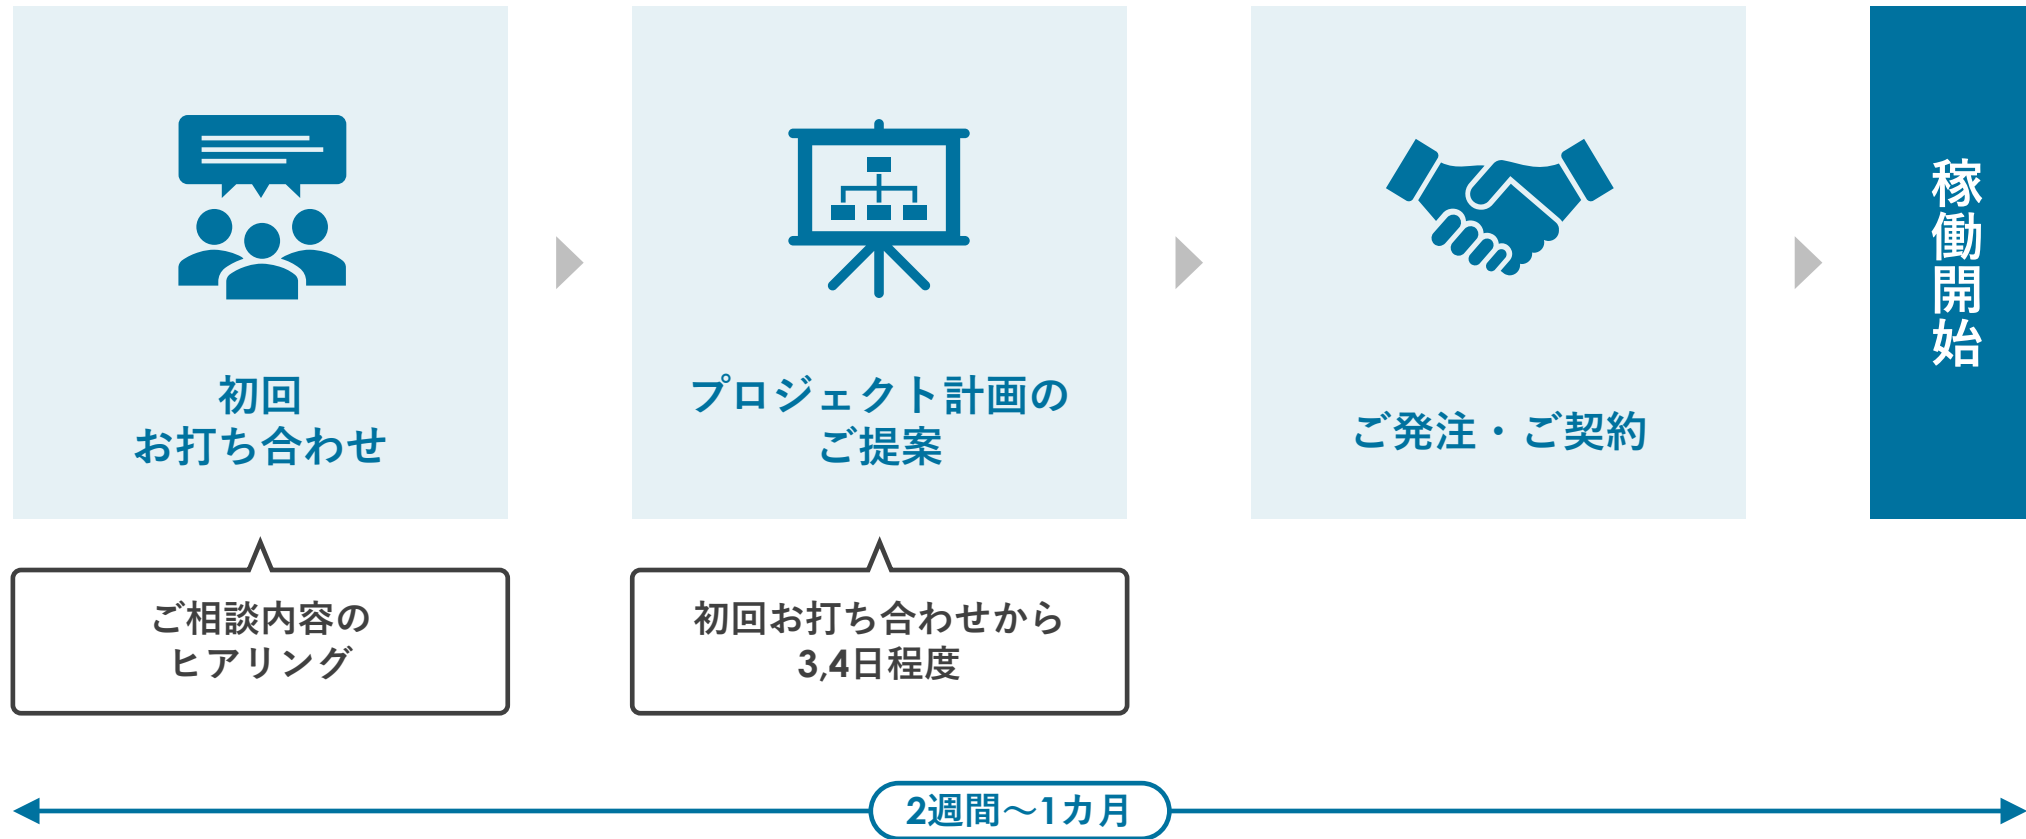 初回
お打ち合わせ
プロジェクト計画の
ご提案
ご発注・ご契約
稼働開始
ご相談内容の
ヒアリング
初回お打ち合わせから
3,4日程度
2週間〜1カ月